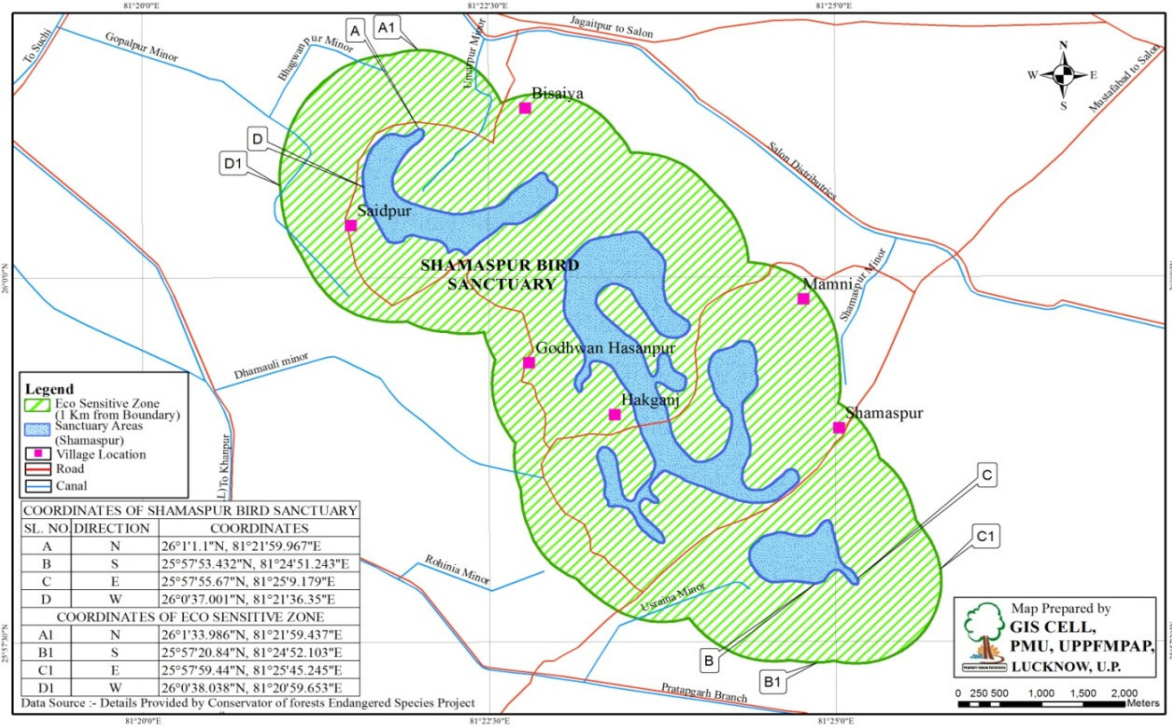 81°20'0"E
81°22'30"E
81°25'0"E
To Suchi
Gopalpur Minor
Bhagwanpur Minor
A
A1
Umarpur Minor
Jagaitpur to Salon
Mustafabad to Salon
N
W E
S
Bisaiya
D
D1
Salon Distributries
Saidpur
SHAMASPUR BIRD
SANCTUARY
26°0'0"N
Mamni
Shamaspur Minor
Godhwan Hasanpur
Dhamauli minor
Hakganj
Shamaspur
Legend
Eco Sensitive Zone
(1 Km from Boundary)
Sanctuary Areas
(Shamaspur)
Village Location
Road
Canal
To Khanpur
C
C1
COORDINATES OF SHAMASPUR BIRD SANCTUARY
SL. NO DIRECTION COORDINATES
A N 26°1'1.1"N, 81°21'59.967"E
B S 25°57'53.432"N, 81°24'51.243"E
C E 25°57'55.67"N, 81°25'9.179"E
D W 26°0'37.001"N, 81°21'36.35"E
COORDINATES OF ECO SENSITIVE ZONE
A1 N 26°1'33.986"N, 81°21'59.437"E
B1 S 25°57'20.84"N, 81°24'52.103"E
C1 E 25°57'59.44"N, 81°25'45.245"E
D1 W 26°0'38.038"N, 81°20'59.653"E
Data Source :- Details Provided by Conservator of forests Endangered Species Project
Rohinia Minor
Usraina Minor
25°57'30"N
B
B1
Pratapgarh Branch
Map Prepared by
GIS CELL,
PMU, UPPFMPAP,
LUCKNOW, U.P.
0 250 500 1,000 1,500 2,000
Meters
81°20'0"E
81°22'30"E
81°25'0"E